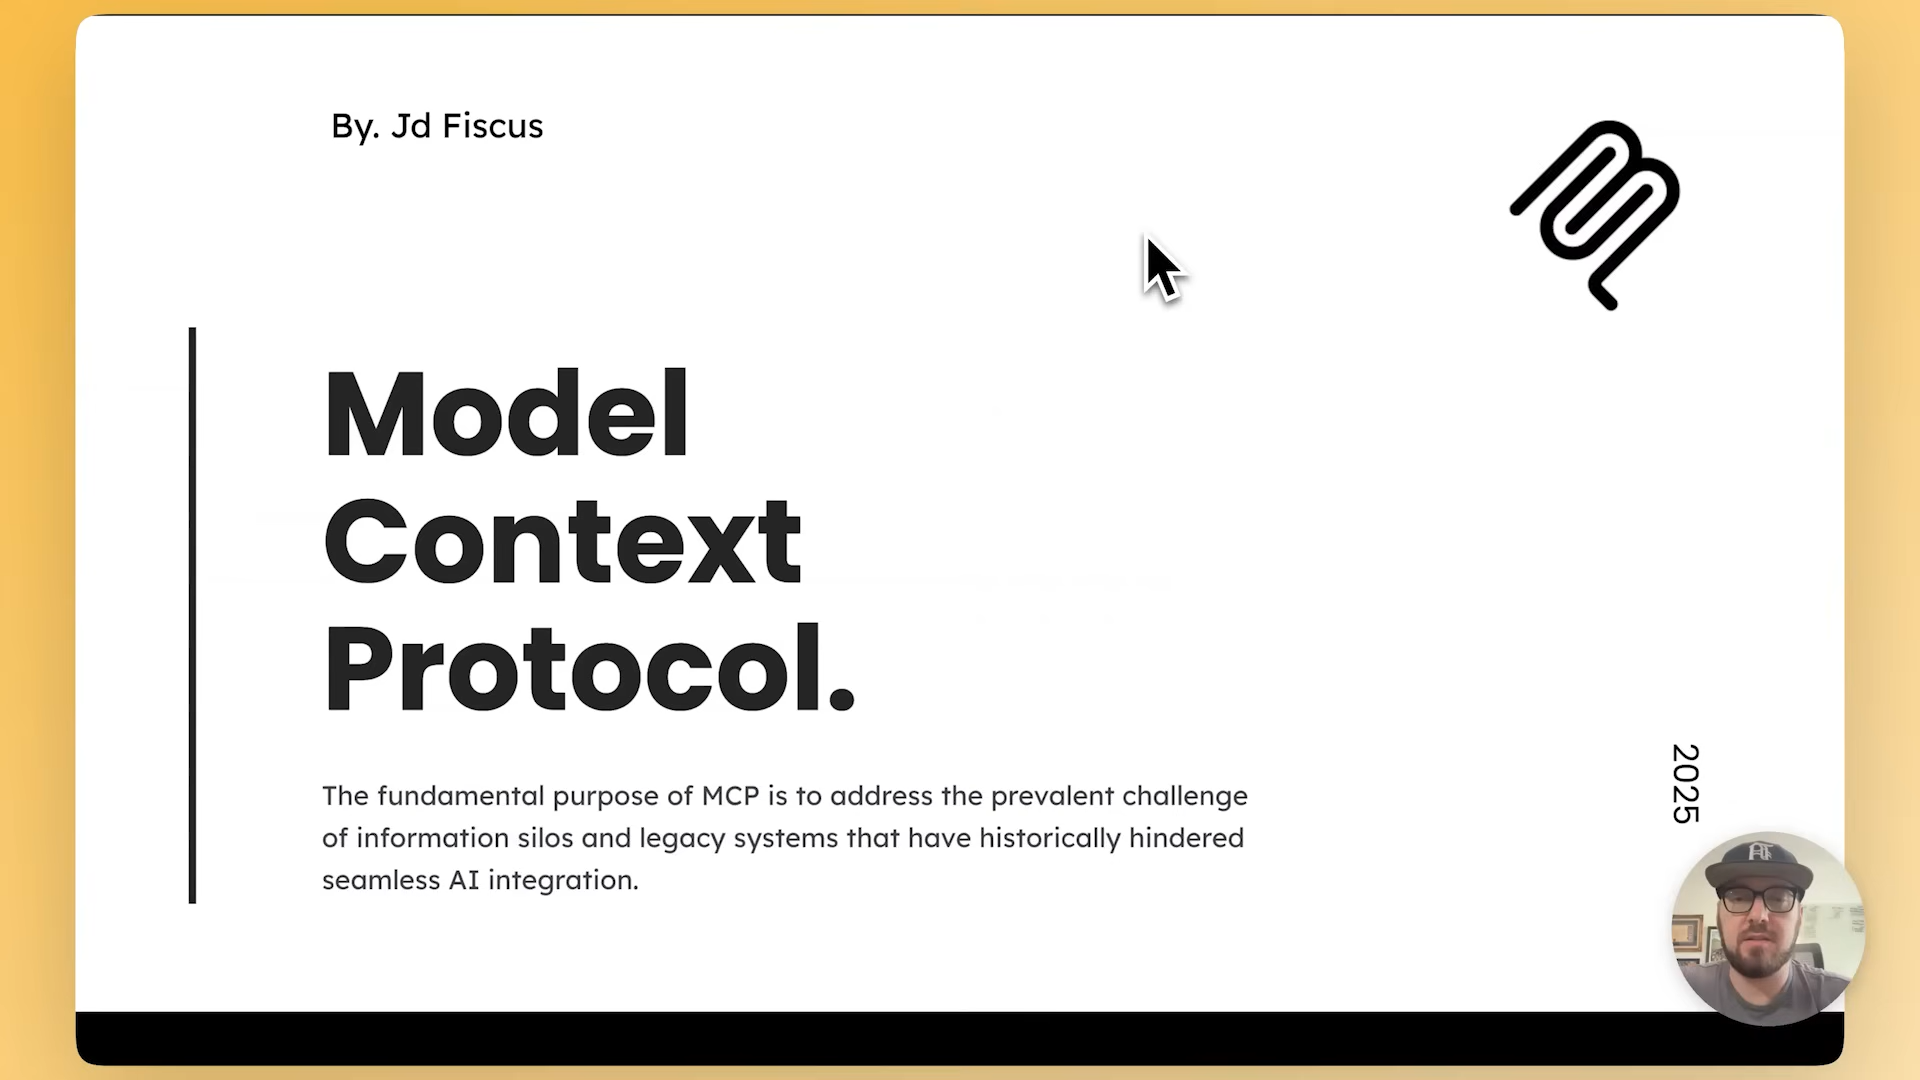 By. Jd Fiscus
Model
Context
Protocol.
The fundamental purpose of MCP is to address the prevalent challenge
of information silos and legacy systems that have historically hindered
seamless AI integration.
2025